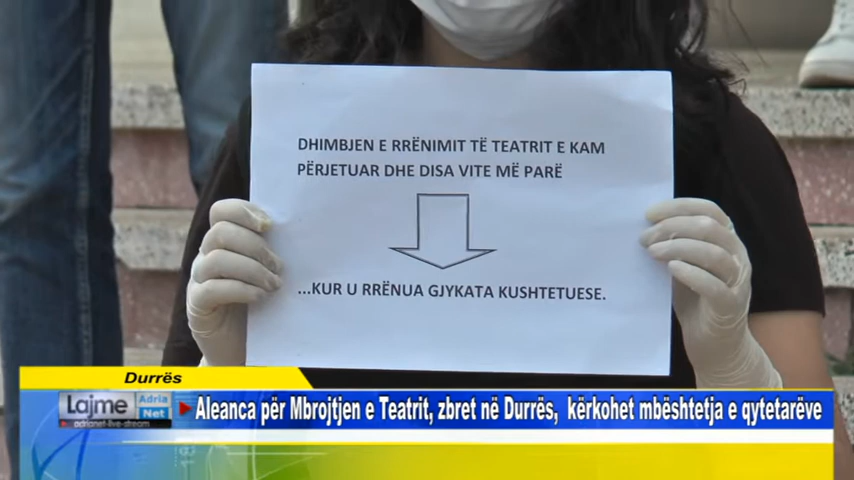 DHIMBJEN E RRËNIMIT TË TEATRIT E KAM
PËRJETUAR DHE DISA VITE MË PARË
...KUR U RRËNUA GJYKATA KUSHTETUESE.
Durrës
Lajme Adria Net
adrianet-live-stream
Aleanca për Mbrojtjen e Teatrit, zbret në Durrës, kërkohet mbështetja e qytetarëve